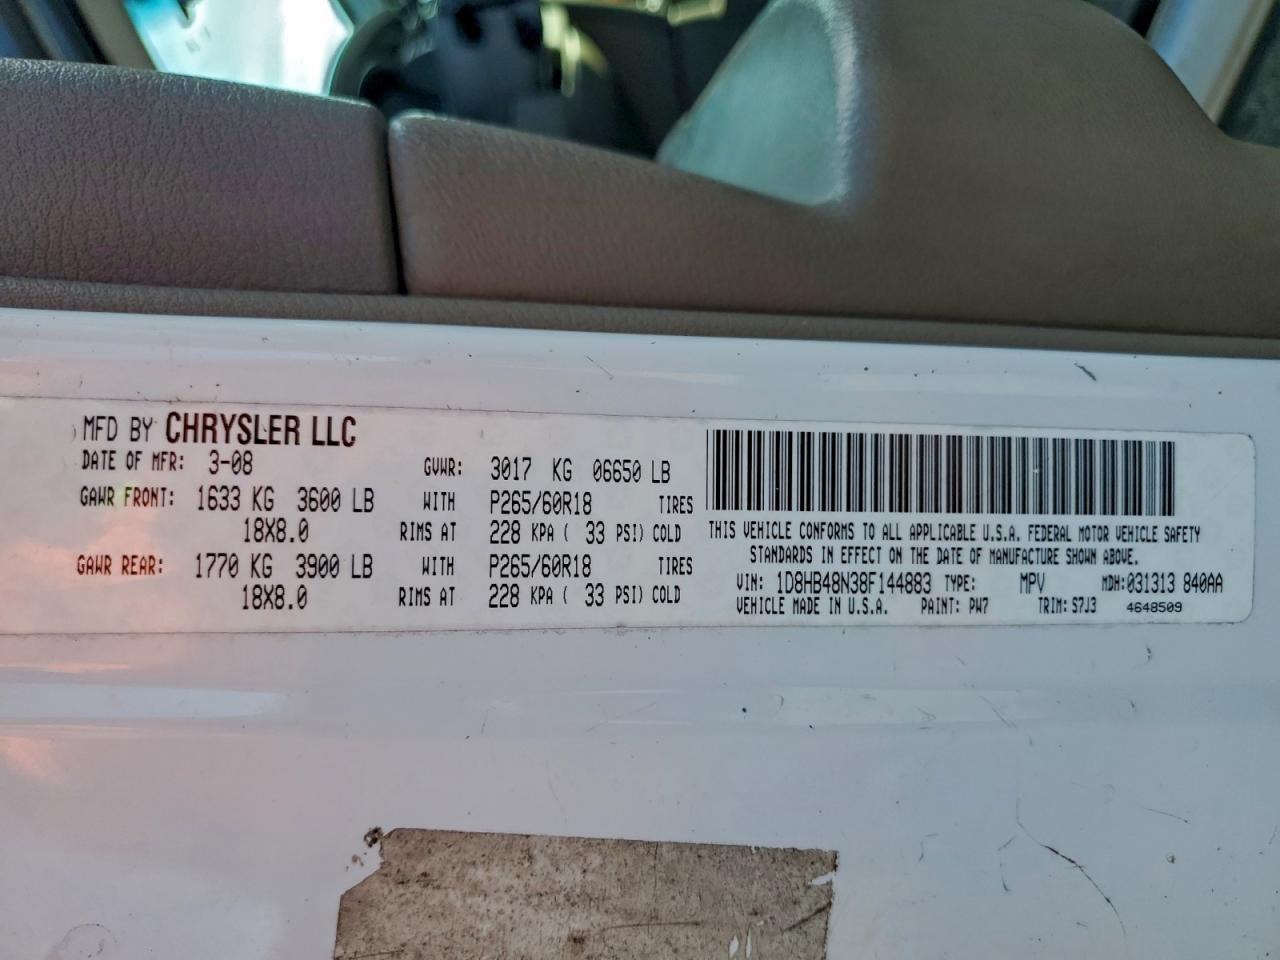 MFD BY CHRYSLER LLC
DATE OF MFR: 3-08 GVWR: 3017 KG 06650 LB
GAWR FRONT: 1633 KG 3600 LB WITH P265/60R18 TIRES
18X8.0 RIMS AT 228 KPA ( 33 PSI) COLD
GAWR REAR: 1770 KG 3900 LB WITH P265/60R18 TIRES
18X8.0 RIMS AT 228 KPA ( 33 PSI) COLD
THIS VEHICLE CONFORMS TO ALL APPLICABLE U.S.A. FEDERAL MOTOR VEHICLE SAFETY
STANDARDS IN EFFECT ON THE DATE OF MANUFACTURE SHOWN ABOVE.
VIN: 1D8HB48N38F144883 TYPE: MPV MDH:031313 840AA
VEHICLE MADE IN U.S.A. PAINT: PW7 TRIM: S7J3 4648509